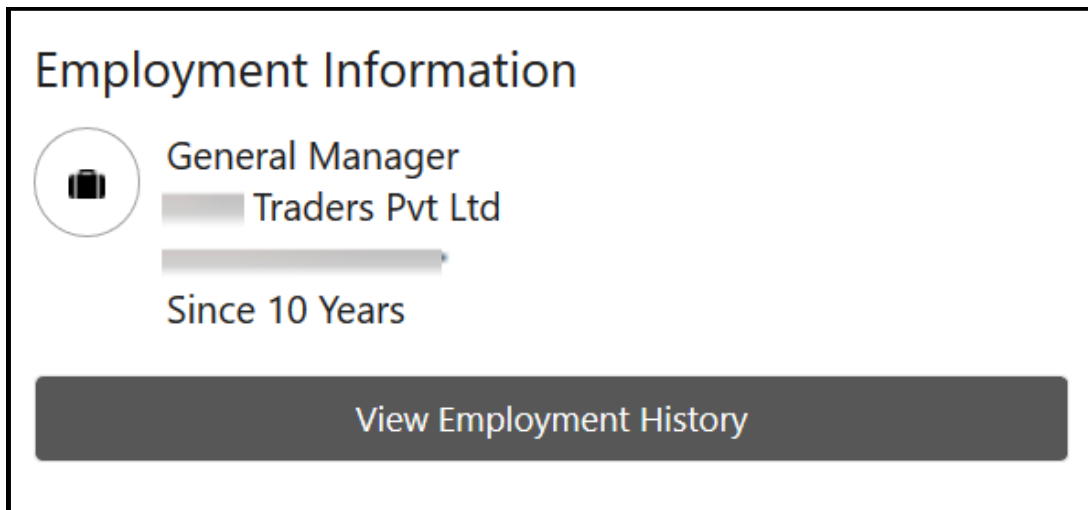 Employment Information
General Manager
Traders Pvt Ltd
Since 10 Years
View Employment History